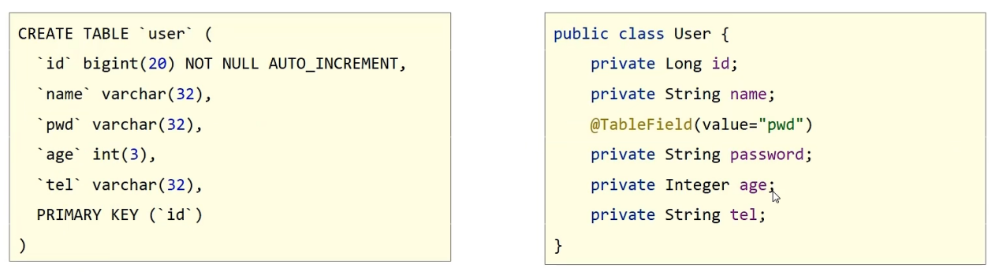 CREATE TABLE `user` (
`id` bigint(20) NOT NULL AUTO_INCREMENT,
`name` varchar(32),
`pwd` varchar(32),
`age` int(3),
`tel` varchar(32),
PRIMARY KEY (`id`)
)
public class User {
private Long id;
private String name;
@TableField(value="pwd")
private String password;
private Integer age;
private String tel;
}